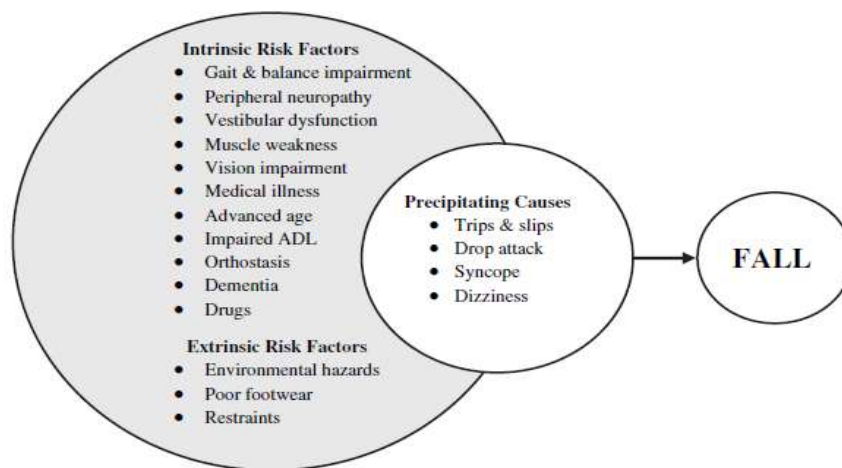 Intrinsic Risk Factors
● Gait & balance impairment
● Peripheral neuropathy
● Vestibular dysfunction
● Muscle weakness
● Vision impairment
● Medical illness
● Advanced age
● Impaired ADL
● Orthostasis
● Dementia
● Drugs
Extrinsic Risk Factors
● Environmental hazards
● Poor footwear
● Restraints
Precipitating Causes
● Trips & slips
● Drop attack
● Syncope
● Dizziness
FALL